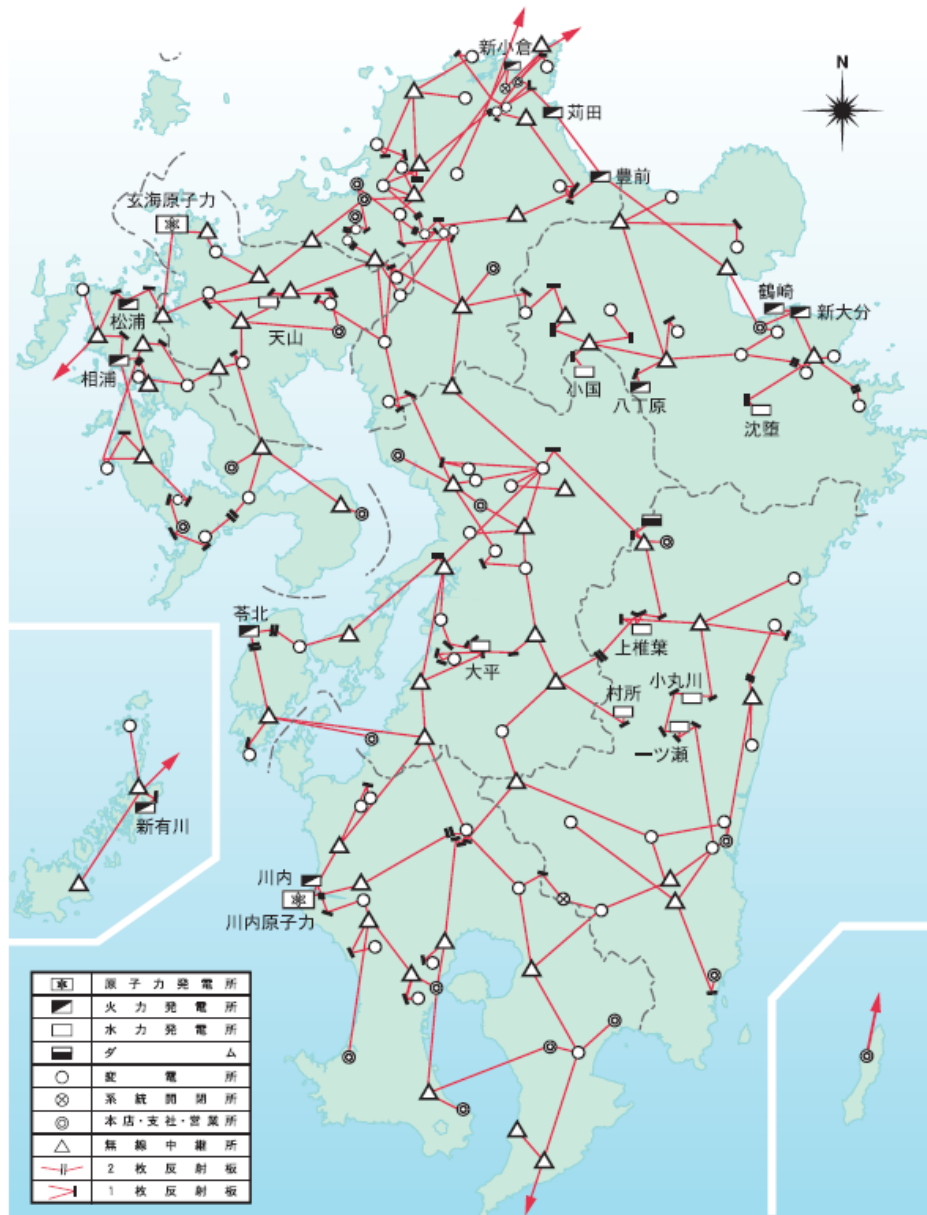 新小倉
N
苅田
豊前
玄海原子力
鶴崎
新大分
松浦
天山
相浦
小国
八丁原
沈堕
苓北
上椎葉
大平
小丸川
村所
一ツ瀬
新有川
川内
川内原子力
原子力発電所
火力発電所
水力発電所
ダム
変電所
系統開閉所
本店・支社・営業所
無線中継所
2枚反射板
1枚反射板